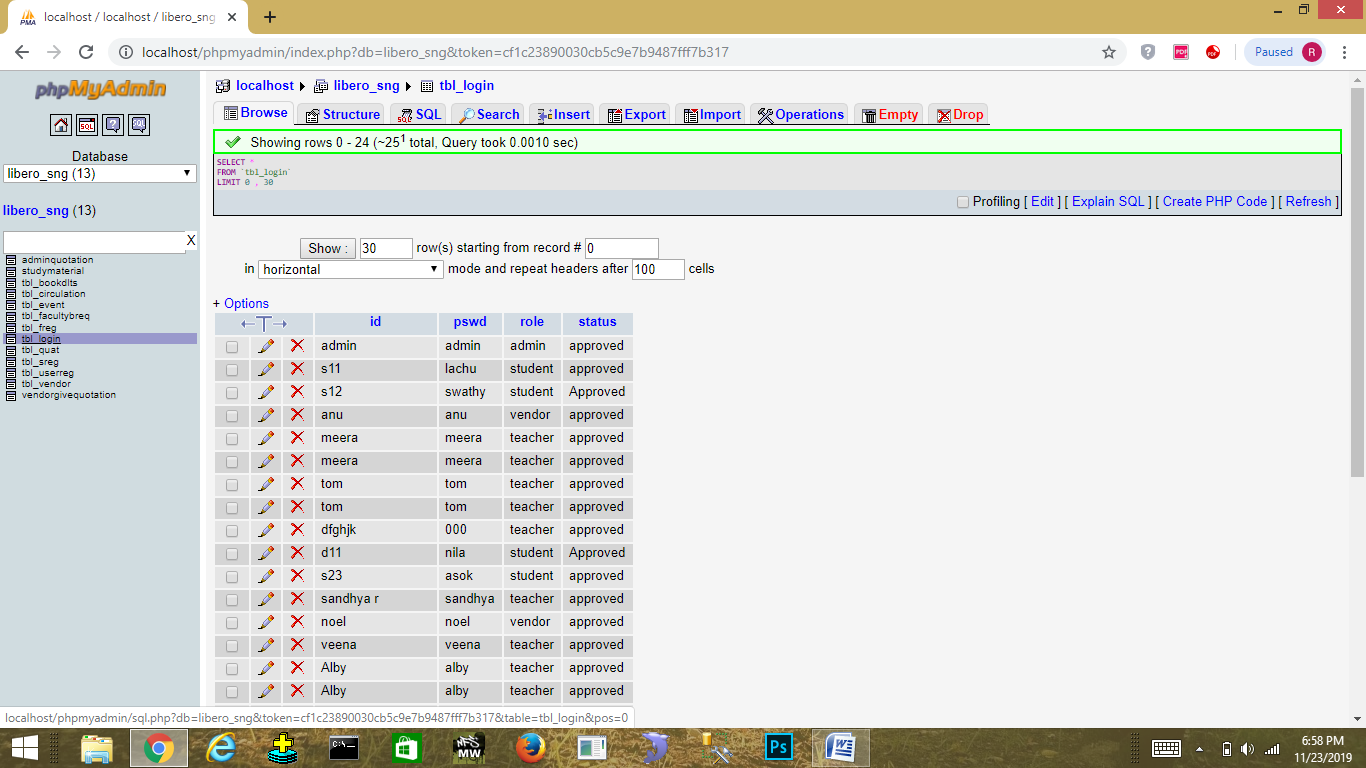 localhost / localhost / libero_sng
localhost/phpmyadmin/index.php?db=libero_sng&token=cf1c23890030cb5c9e7b9487fff7b317
Paused R
phpMyAdmin
Database
libero_sng (13)
libero_sng (13)
X
adminquotation
studymaterial
tbl_bookdlts
tbl_circulation
tbl_event
tbl_facultybreq
tbl_freg
tbl_login
tbl_quat
tbl_sreg
tbl_userreg
tbl_vendor
vendorgivequotation
localhost libero_sng tbl_login
Browse Structure SQL Search Insert Export Import Operations Empty Drop
Showing rows 0 - 24 (~25¹ total, Query took 0.0010 sec)
SELECT *
FROM `tbl_login`
LIMIT 0 , 30
Profiling [ Edit ] [ Explain SQL ] [ Create PHP Code ] [ Refresh ]
Show : 30 row(s) starting from record # 0
in horizontal mode and repeat headers after 100 cells
+ Options
←T→ id pswd role status
admin admin admin approved
s11 lachu student approved
s12 swathy student Approved
anu anu vendor approved
meera meera teacher approved
meera meera teacher approved
tom tom teacher approved
tom tom teacher approved
dfghjk 000 teacher approved
d11 nila student Approved
s23 asok student approved
sandhya r sandhya teacher approved
noel noel vendor approved
veena veena teacher approved
Alby alby teacher approved
Alby alby teacher approved
localhost/phpmyadmin/sql.php?db=libero_sng&token=cf1c23890030cb5c9e7b9487fff7b317&table=tbl_login&pos=0
6:58 PM
11/23/2019